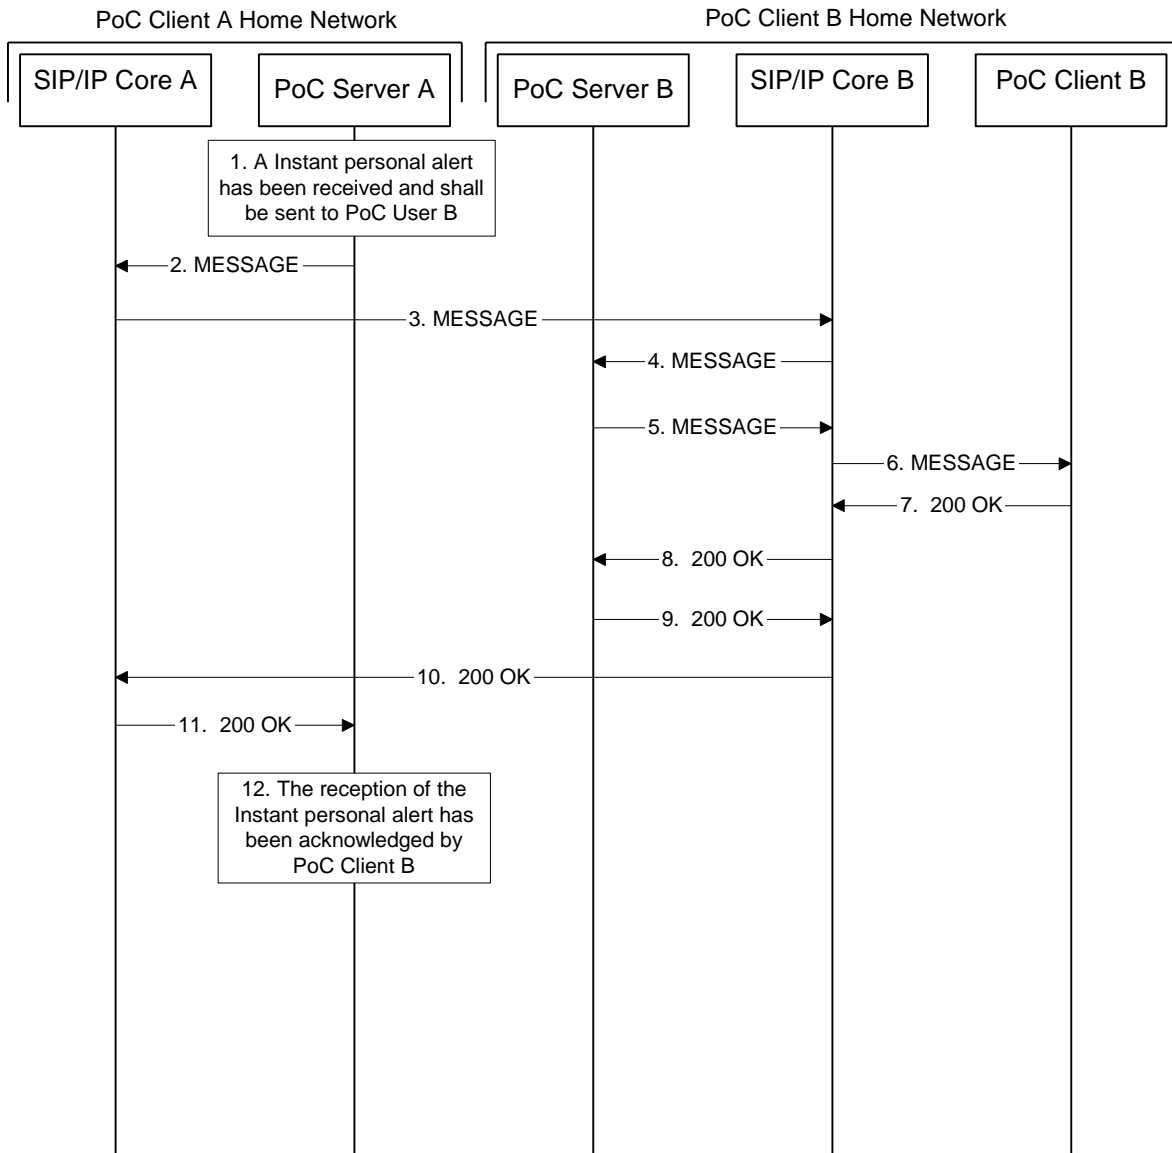 PoC Client A Home Network
PoC Client B Home Network
SIP/IP Core A
PoC Server A
PoC Server B
SIP/IP Core B
PoC Client B
1. A Instant personal alert
has been received and shall
be sent to PoC User B
2. MESSAGE
3. MESSAGE
4. MESSAGE
5. MESSAGE
6. MESSAGE
7. 200 OK
8. 200 OK
9. 200 OK
10. 200 OK
11. 200 OK
12. The reception of the
Instant personal alert has
been acknowledged by
PoC Client B